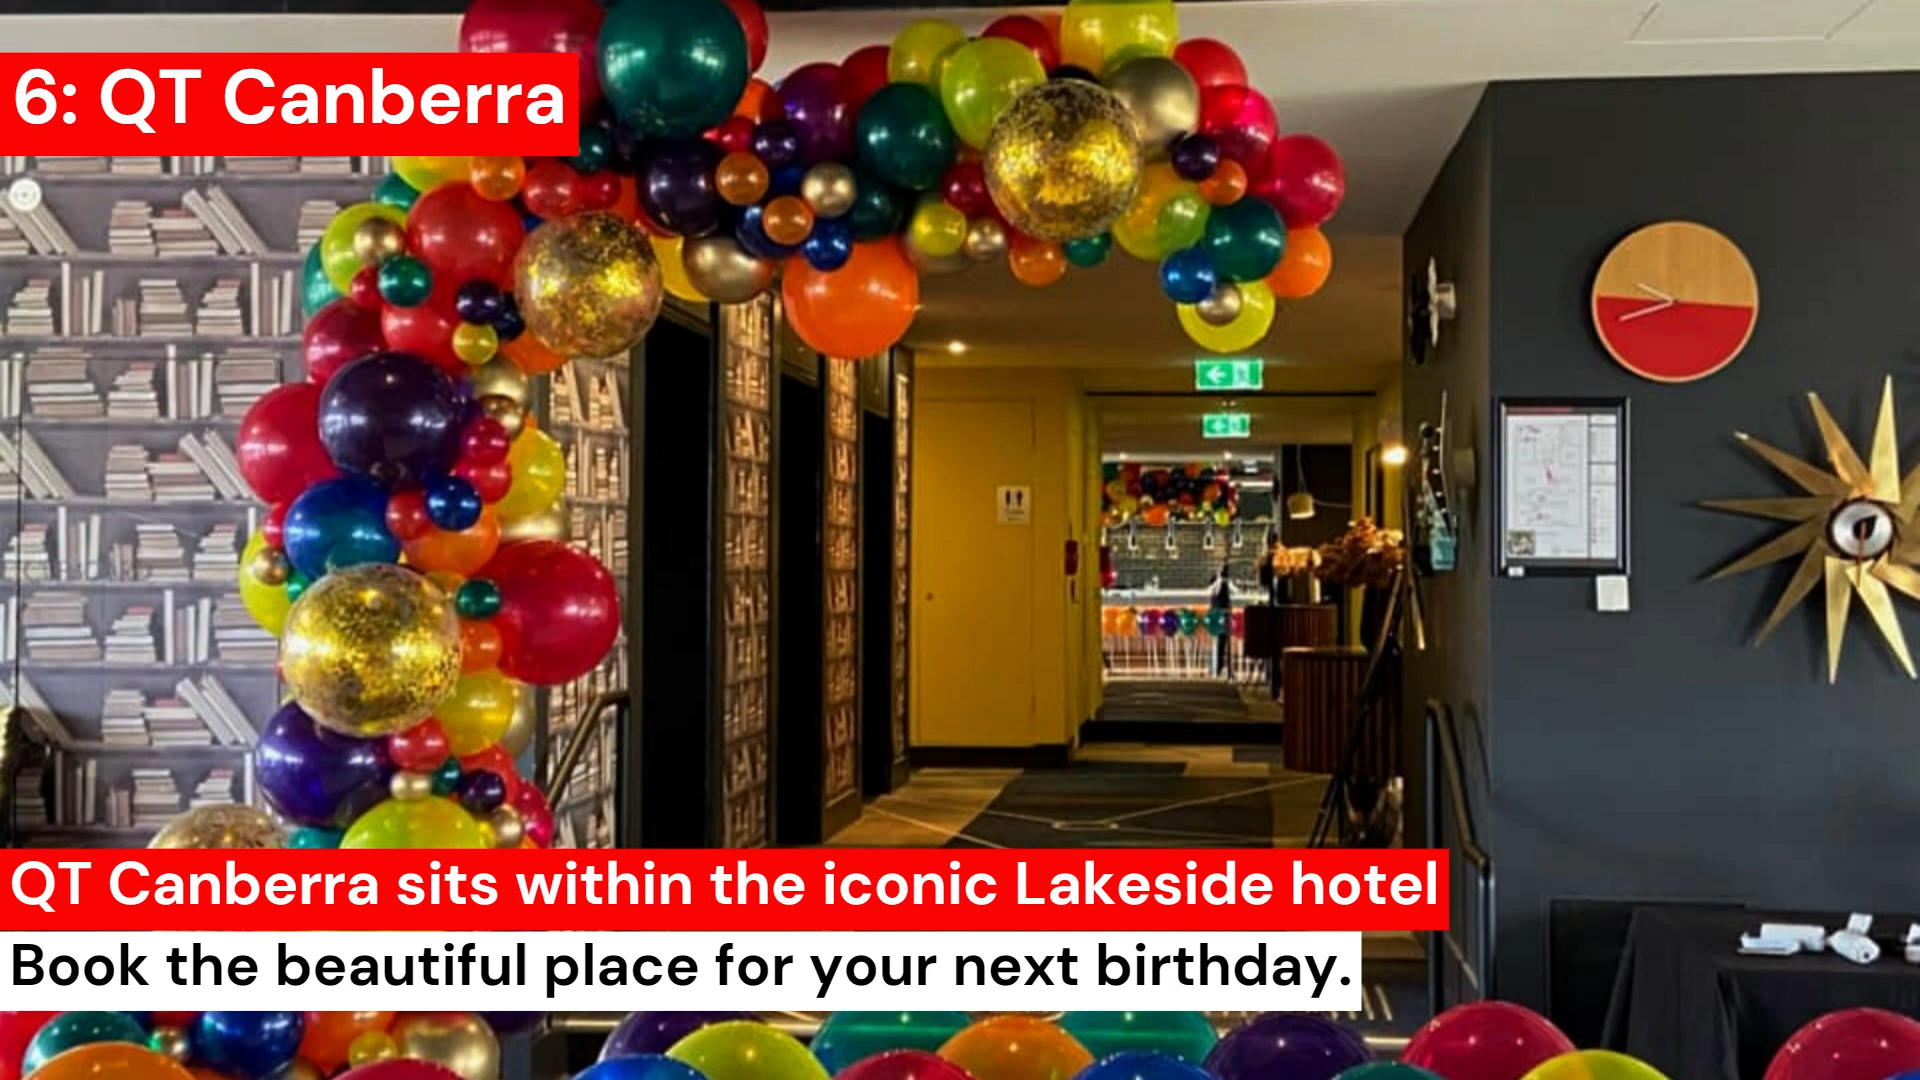 6: QT Canberra
QT Canberra sits within the iconic Lakeside hotel
Book the beautiful place for your next birthday.